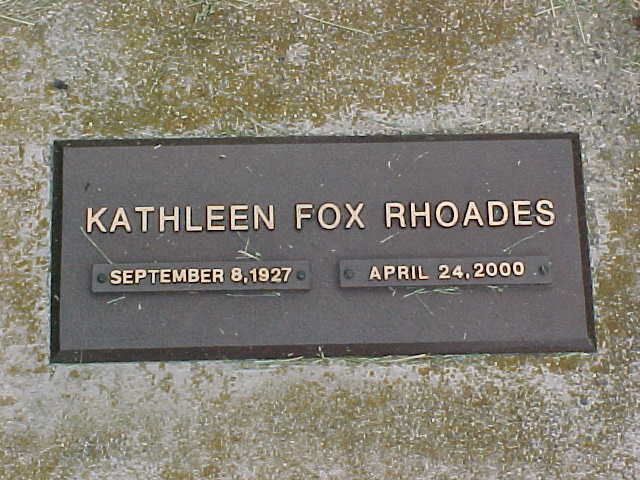 KATHLEEN FOX RHOADES
SEPTEMBER 8, 1927 APRIL 24, 2000